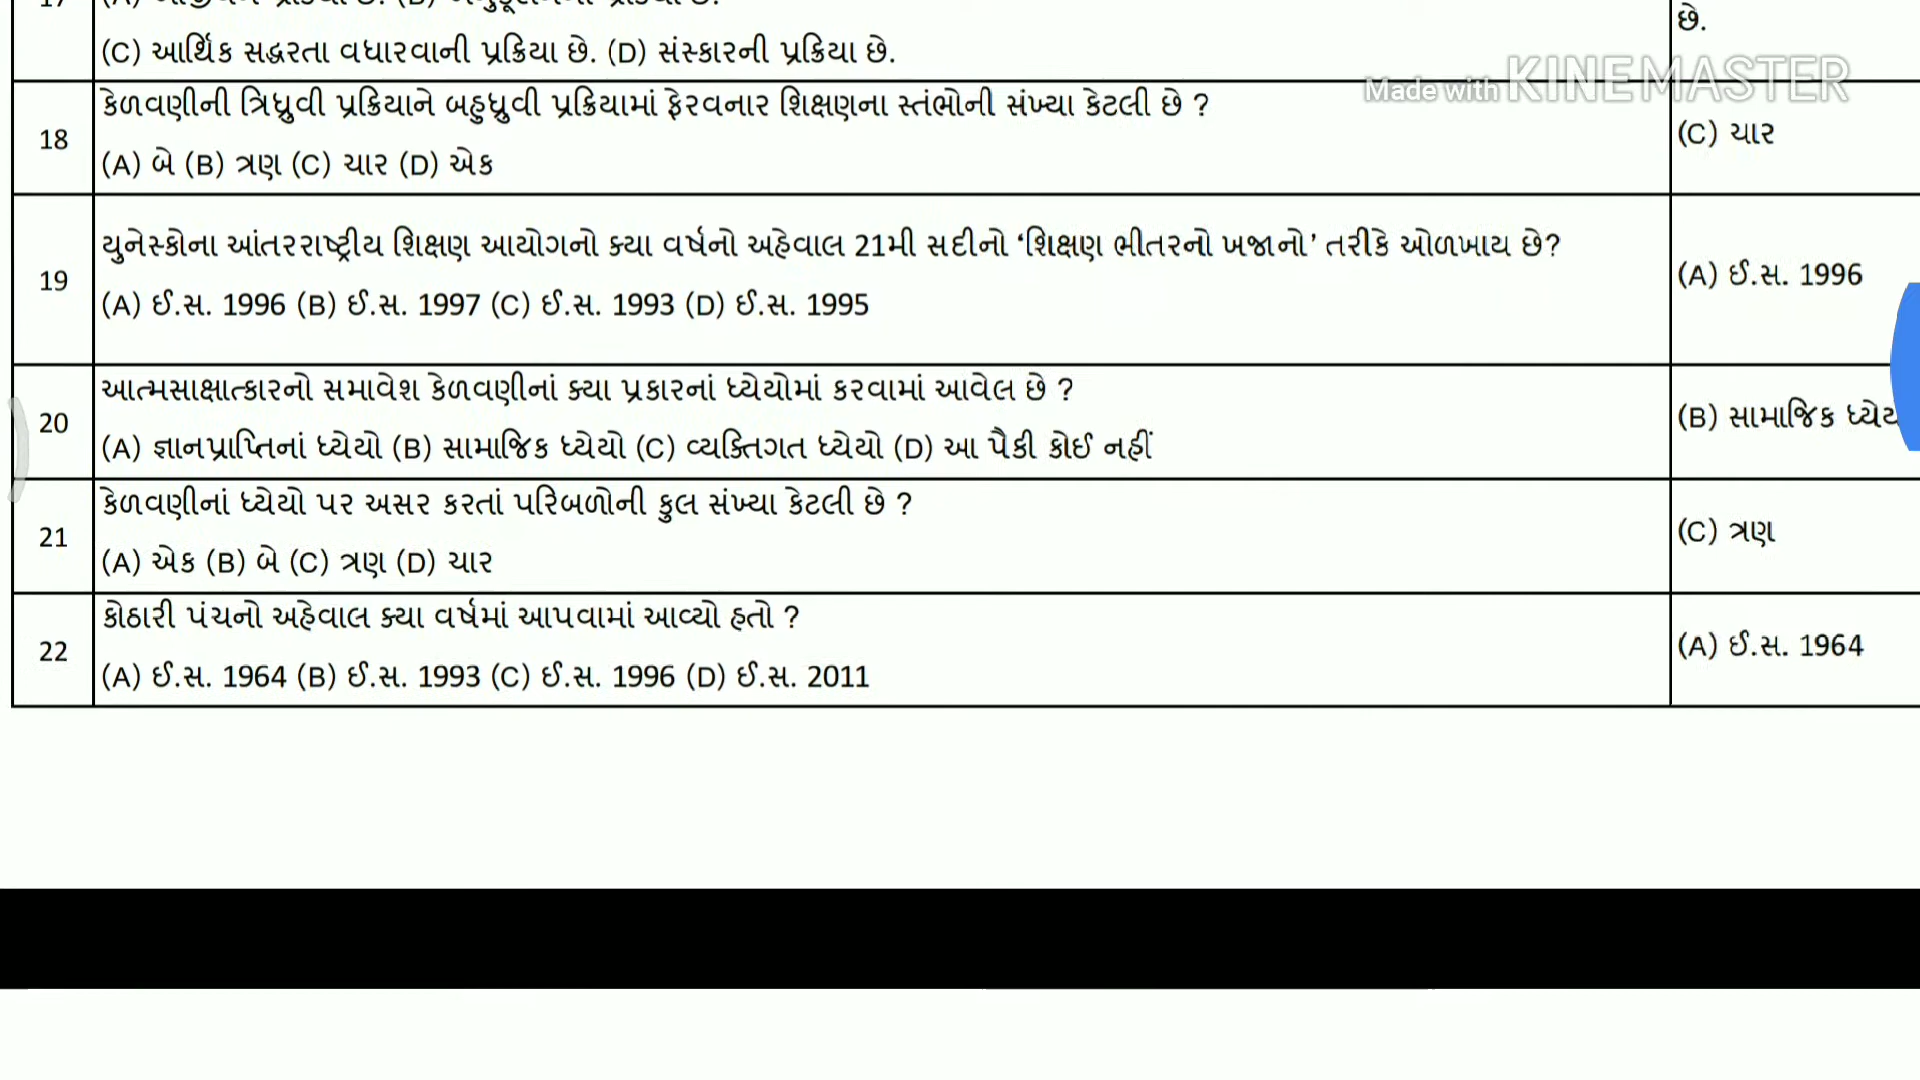 17
છે.
(C) આર્થિક સદ્ધરતા વધારવાની પ્રક્રિયા છે. (D) સંસ્કારની પ્રક્રિયા છે.
Made with KINEMASTER
18
કેળવણીની ત્રિધ્રુવી પ્રક્રિયાને બહુધ્રુવી પ્રક્રિયામાં ફેરવનાર શિક્ષણના સ્તંભોની સંખ્યા કેટલી છે ?
(A) બે (B) ત્રણ (C) ચાર (D) એક
(C) ચાર
19
યુનેસ્કોના આંતરરાષ્ટ્રીય શિક્ષણ આયોગનો ક્યા વર્ષનો અહેવાલ 21મી સદીનો ‘શિક્ષણ ભીતરનો ખજાનો’ તરીકે ઓળખાય છે?
(A) ઈ.સ. 1996 (B) ઈ.સ. 1997 (C) ઈ.સ. 1993 (D) ઈ.સ. 1995
(A) ઈ.સ. 1996
20
આત્મસાક્ષાત્કારનો સમાવેશ કેળવણીનાં ક્યા પ્રકારનાં ધ્યેયોમાં કરવામાં આવેલ છે ?
(A) જ્ઞાનપ્રાપ્તિનાં ધ્યેયો (B) સામાજિક ધ્યેયો (C) વ્યક્તિગત ધ્યેયો (D) આ પૈકી કોઈ નહીં
(B) સામાજિક
21
કેળવણીનાં ધ્યેયો પર અસર કરતાં પરિબળોની કુલ સંખ્યા કેટલી છે ?
(A) એક (B) બે (C) ત્રણ (D) ચાર
(C) ત્રણ
22
કોઠારી પંચનો અહેવાલ ક્યા વર્ષમાં આપવામાં આવ્યો હતો ?
(A) ઈ.સ. 1964 (B) ઈ.સ. 1993 (C) ઈ.સ. 1996 (D) ઈ.સ. 2011
(A) ઈ.સ. 1964